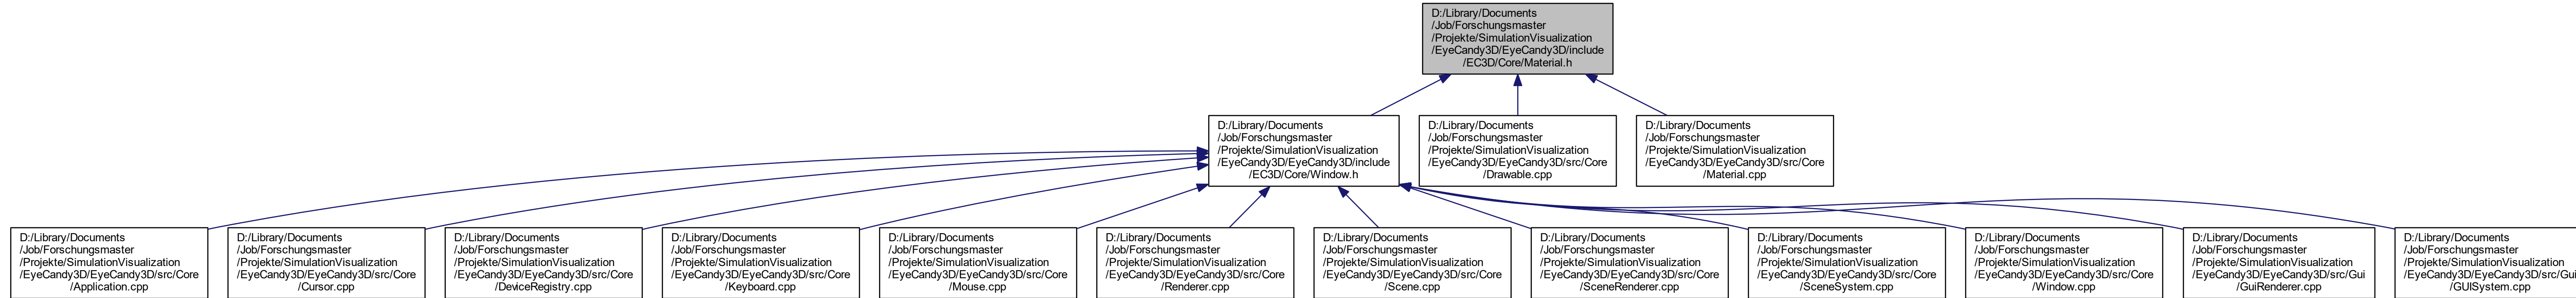 D:/Library/Documents
/Job/Forschungsmaster
/Projekte/SimulationVisualization
/EyeCandy3D/EyeCandy3D/include
/EC3D/Core/Material.h
D:/Library/Documents
/Job/Forschungsmaster
/Projekte/SimulationVisualization
/EyeCandy3D/EyeCandy3D/include
/EC3D/Core/Window.h
D:/Library/Documents
/Job/Forschungsmaster
/Projekte/SimulationVisualization
/EyeCandy3D/EyeCandy3D/src/Core
/Drawable.cpp
D:/Library/Documents
/Job/Forschungsmaster
/Projekte/SimulationVisualization
/EyeCandy3D/EyeCandy3D/src/Core
/Material.cpp
D:/Library/Documents
/Job/Forschungsmaster
/Projekte/SimulationVisualization
/EyeCandy3D/EyeCandy3D/src/Core
/Application.cpp
D:/Library/Documents
/Job/Forschungsmaster
/Projekte/SimulationVisualization
/EyeCandy3D/EyeCandy3D/src/Core
/Cursor.cpp
D:/Library/Documents
/Job/Forschungsmaster
/Projekte/SimulationVisualization
/EyeCandy3D/EyeCandy3D/src/Core
/DeviceRegistry.cpp
D:/Library/Documents
/Job/Forschungsmaster
/Projekte/SimulationVisualization
/EyeCandy3D/EyeCandy3D/src/Core
/Keyboard.cpp
D:/Library/Documents
/Job/Forschungsmaster
/Projekte/SimulationVisualization
/EyeCandy3D/EyeCandy3D/src/Core
/Mouse.cpp
D:/Library/Documents
/Job/Forschungsmaster
/Projekte/SimulationVisualization
/EyeCandy3D/EyeCandy3D/src/Core
/Renderer.cpp
D:/Library/Documents
/Job/Forschungsmaster
/Projekte/SimulationVisualization
/EyeCandy3D/EyeCandy3D/src/Core
/Scene.cpp
D:/Library/Documents
/Job/Forschungsmaster
/Projekte/SimulationVisualization
/EyeCandy3D/EyeCandy3D/src/Core
/SceneRenderer.cpp
D:/Library/Documents
/Job/Forschungsmaster
/Projekte/SimulationVisualization
/EyeCandy3D/EyeCandy3D/src/Core
/SceneSystem.cpp
D:/Library/Documents
/Job/Forschungsmaster
/Projekte/SimulationVisualization
/EyeCandy3D/EyeCandy3D/src/Core
/Window.cpp
D:/Library/Documents
/Job/Forschungsmaster
/Projekte/SimulationVisualization
/EyeCandy3D/EyeCandy3D/src/Gui
/GuiRenderer.cpp
D:/Library/Documents
/Job/Forschungsmaster
/Projekte/SimulationVisualization
/EyeCandy3D/EyeCandy3D/src/Gui
/GUISystem.cpp